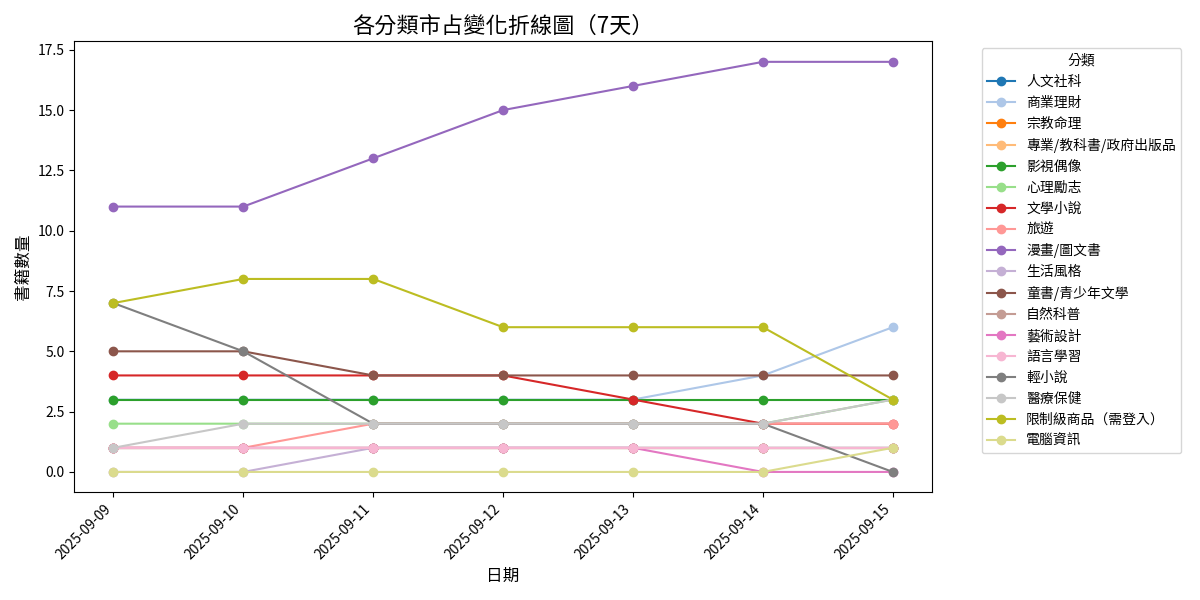 各分類市占變化折線圖（7天）
書籍數量
17.5
15.0
12.5
10.0
7.5
5.0
2.5
0.0
2025-09-09
2025-09-10
2025-09-11
2025-09-12
2025-09-13
2025-09-14
2025-09-15
日期
分類
人文社科
商業理財
宗教命理
專業/教科書/政府出版品
影視偶像
心理勵志
文學小說
旅遊
漫畫/圖文書
生活風格
童書/青少年文學
自然科普
藝術設計
語言學習
輕小說
醫療保健
限制級商品（需登入）
電腦資訊